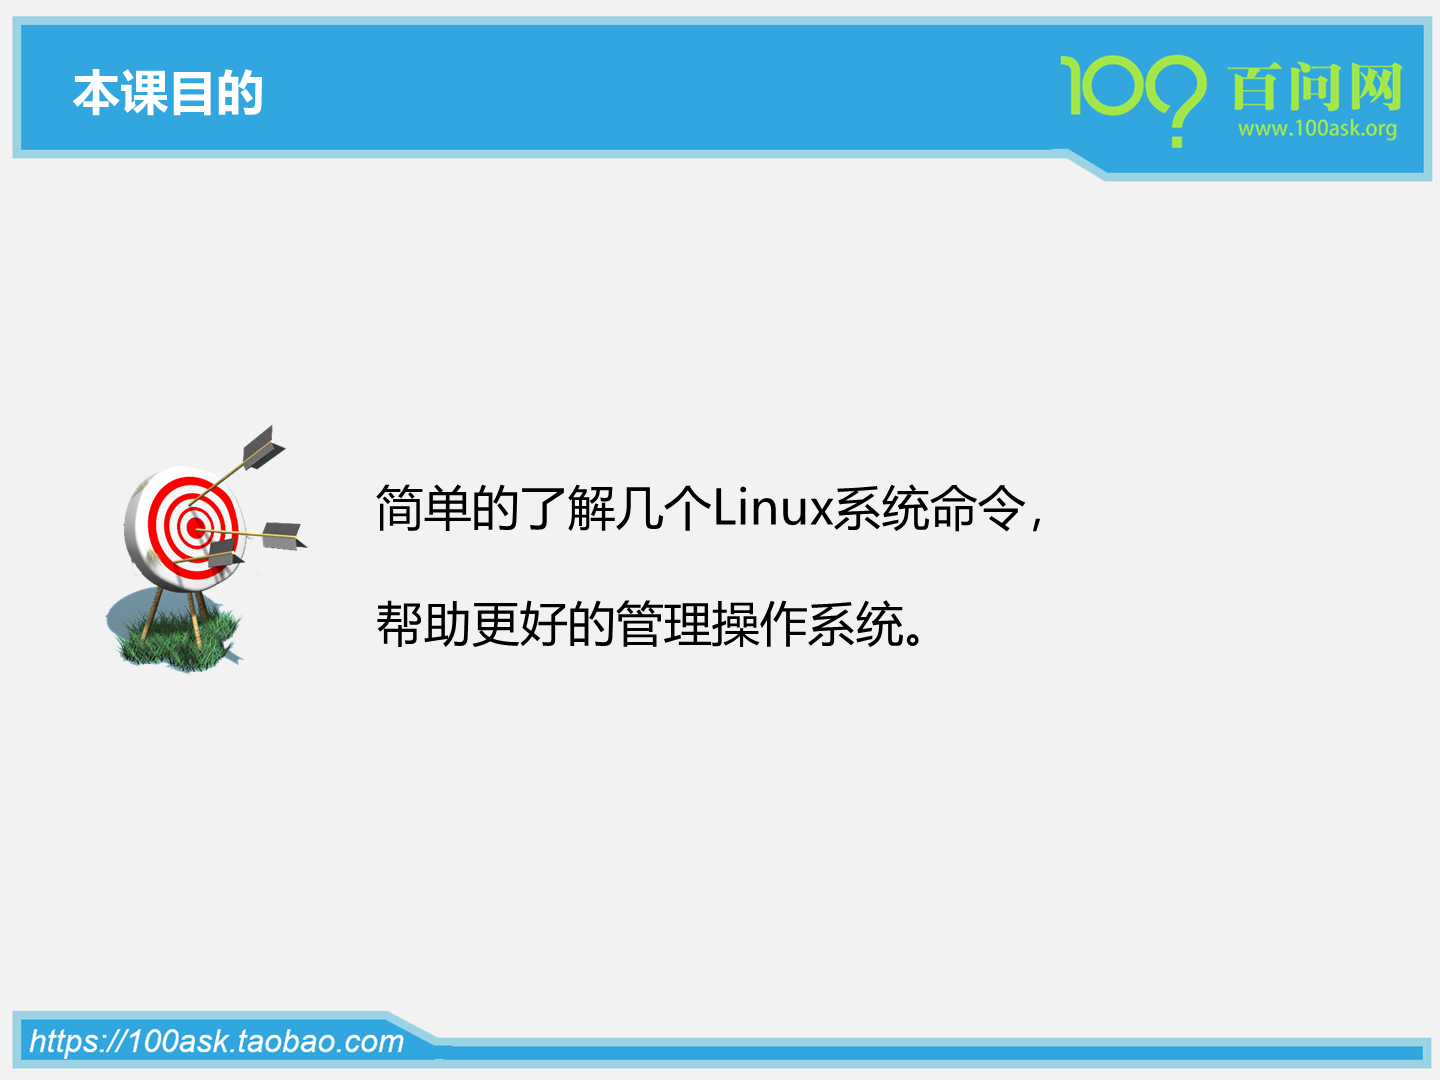 本课目的
100?
百问网
www.100ask.org
简单的了解几个Linux系统命令，
帮助更好的管理操作系统。
https://100ask.taobao.com